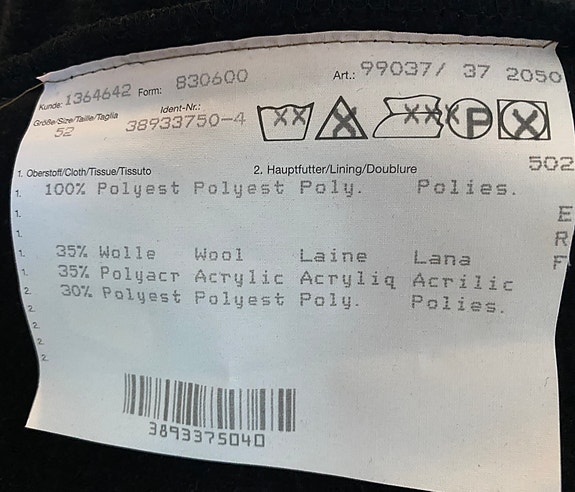 Kunde: 1364642 Form: 830600 Art.: 99037/ 37 2050
Größe/Size/Taille/Taglia Ident-Nr.:
52 38933750-4
XX X XXX P X
502
1. Oberstoff/Cloth/Tissue/Tissuto 2. Hauptfutter/Lining/Doublure
1. 100% Polyest Polyest Poly. Polies.
1. E
1. R
1. 35% Wolle Wool Laine Lana F
1. 35% Polyacr Acrylic Acryliq Acrilic
2. 30% Polyest Polyest Poly. Polies.
2.
2.
2.
2.
3893375040